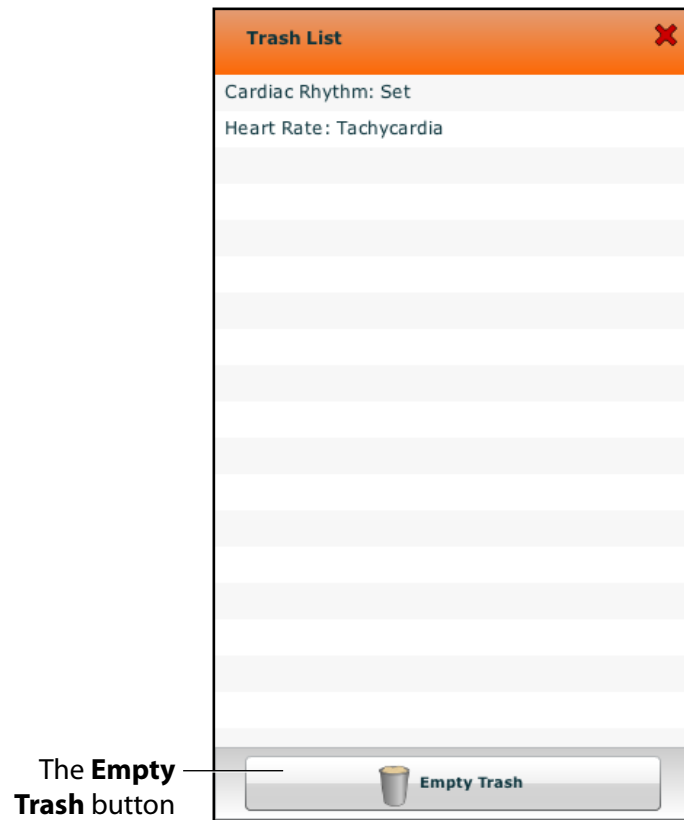 Trash List
Cardiac Rhythm: Set
Heart Rate: Tachycardia
Empty Trash
The Empty
Trash button